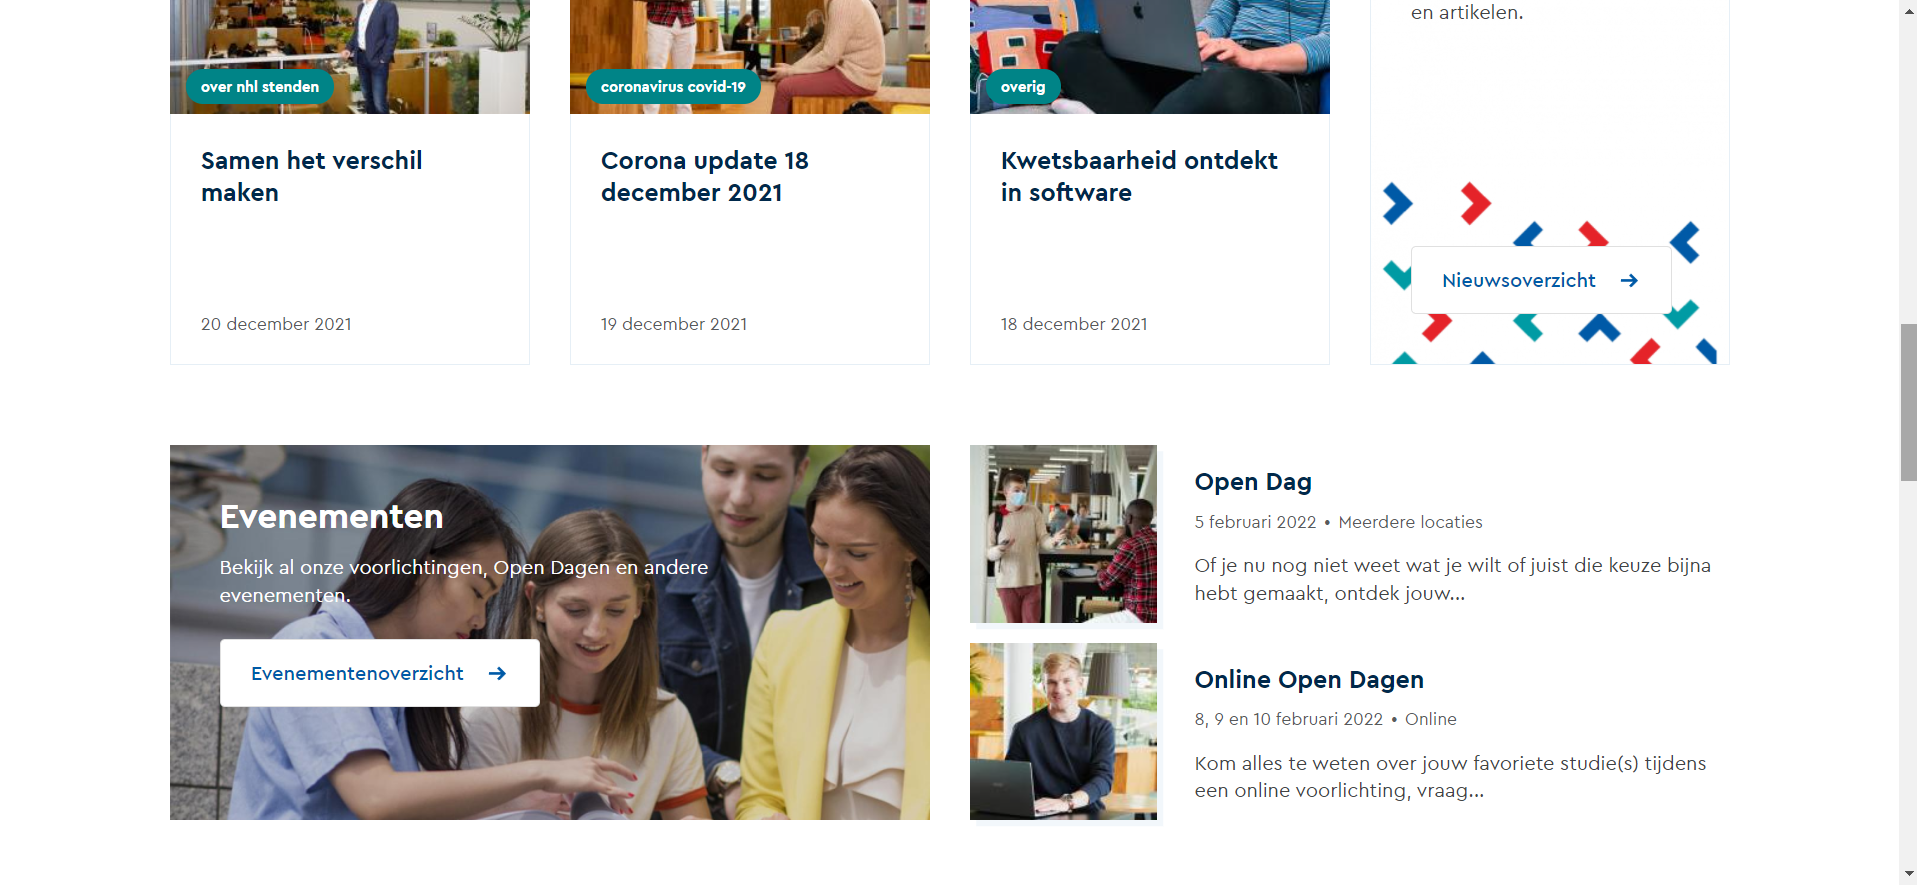 en artikelen.
over nhl stenden
coronavirus covid-19
overig
Samen het verschil
maken
20 december 2021
Corona update 18
december 2021
19 december 2021
Kwetsbaarheid ontdekt
in software
18 december 2021
Nieuwsoverzicht
Evenementen
Bekijk al onze voorlichtingen, Open Dagen en andere
evenementen.
Evenementenoverzicht
Open Dag
5 februari 2022 • Meerdere locaties
Of je nu nog niet weet wat je wilt of juist die keuze bijna
hebt gemaakt, ontdek jouw...
Online Open Dagen
8, 9 en 10 februari 2022 • Online
Kom alles te weten over jouw favoriete studie(s) tijdens
een online voorlichting, vraag...